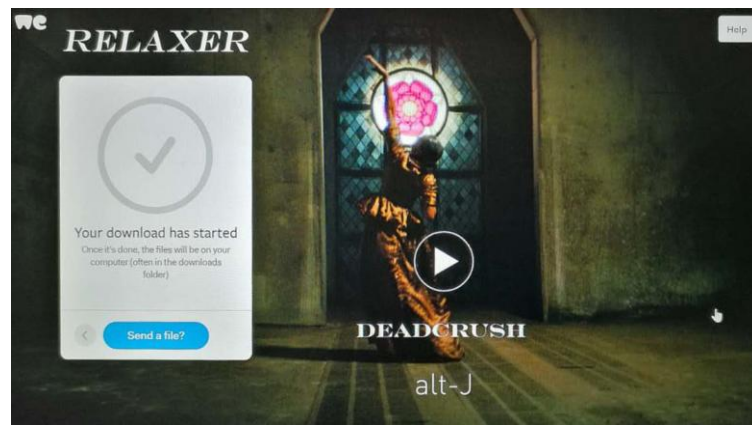 we
RELAXER
Help
Your download has started
Once it's done, the files will be on your
computer (often in the downloads
folder)
Send a file?
DEADCRUSH
alt-J